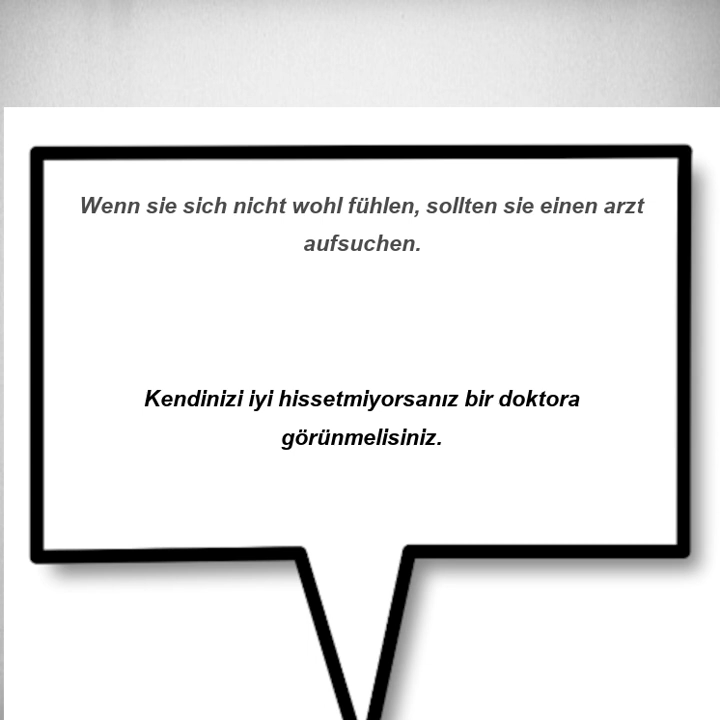 Wenn sie sich nicht wohl fühlen, sollten sie einen arzt
aufsuchen.
Kendinizi iyi hissetmiyorsanız bir doktora
görünmelisiniz.